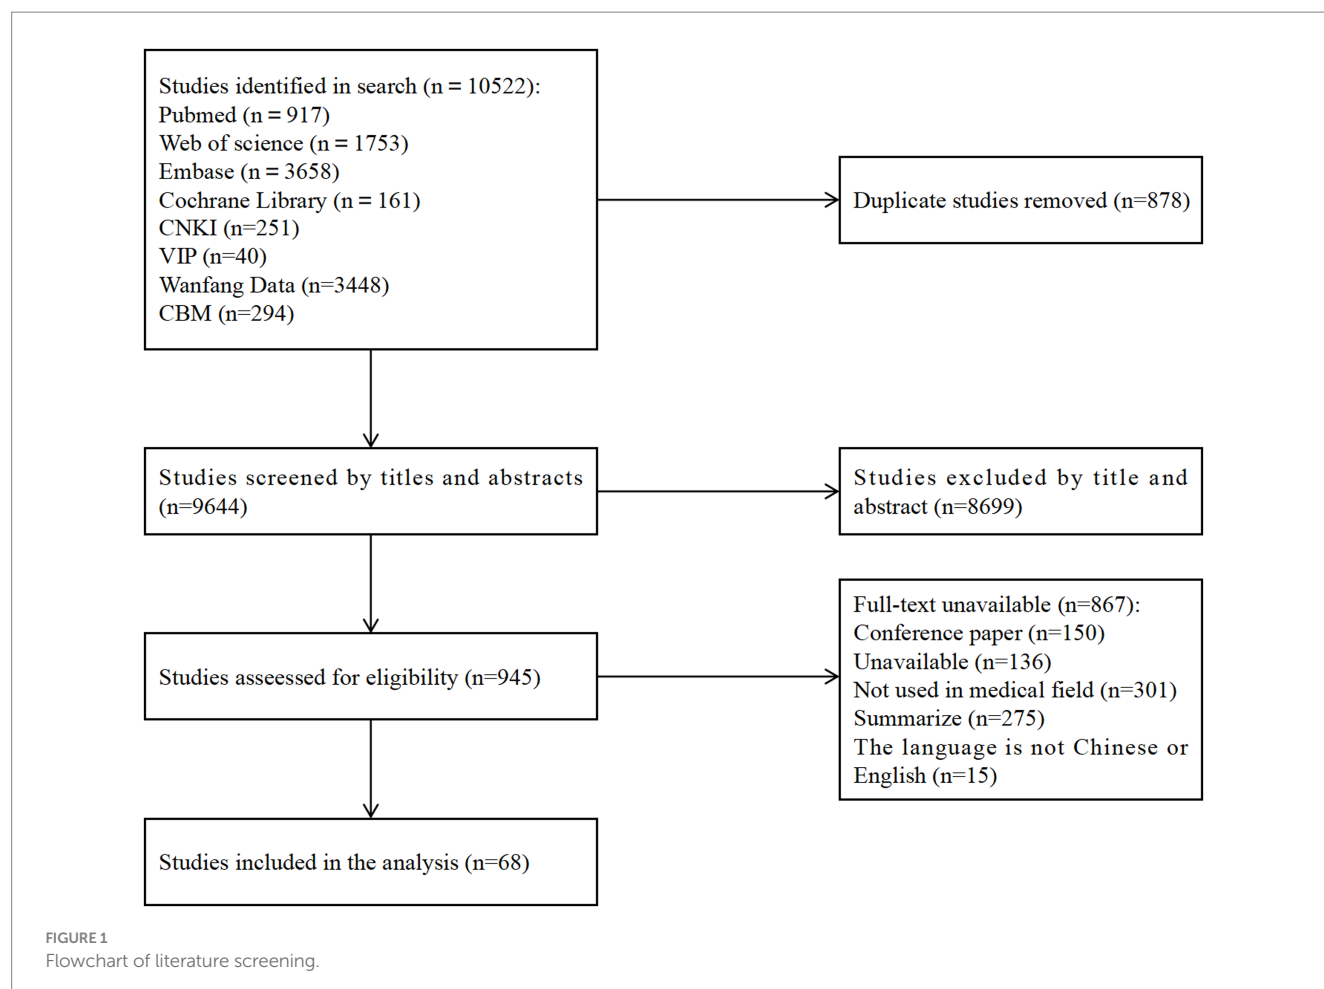 Studies identified in search (n = 10522):
Pubmed (n = 917)
Web of science (n = 1753)
Embase (n = 3658)
Cochrane Library (n = 161)
CNKI (n=251)
VIP (n=40)
Wanfang Data (n=3448)
CBM (n=294)
Duplicate studies removed (n=878)
Studies screened by titles and abstracts
(n=9644)
Studies excluded by title and
abstract (n=8699)
Studies asseessed for eligibility (n=945)
Full-text unavailable (n=867):
Conference paper (n=150)
Unavailable (n=136)
Not used in medical field (n=301)
Summarize (n=275)
The language is not Chinese or
English (n=15)
Studies included in the analysis (n=68)
FIGURE 1
Flowchart of literature screening.